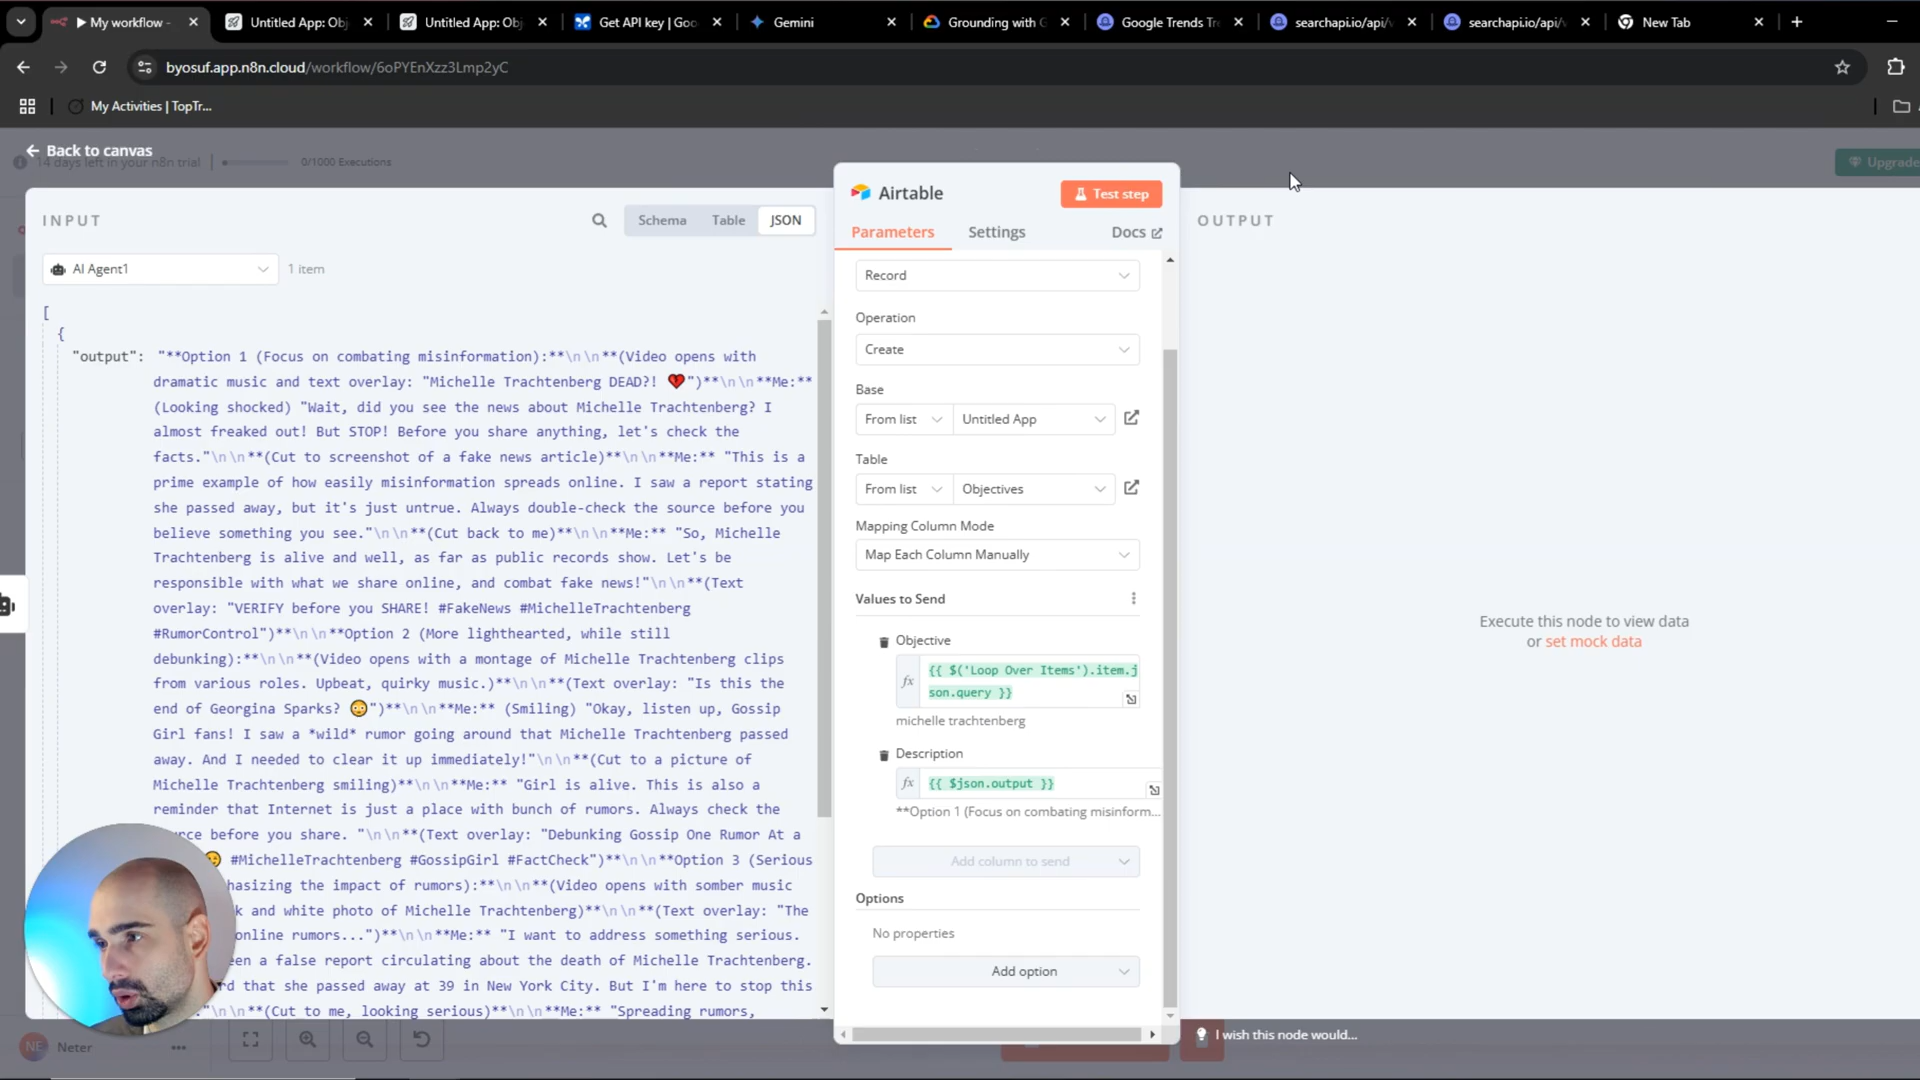 My workflow -
Untitled App: Obj
Untitled App: Obj
Get API key | Goo
Gemini
Grounding with G
Google Trends Tr
searchapi.io/api/v
searchapi.io/api/v
New Tab
byosuf.app.n8n.cloud/workflow/6oPYEnXzz3Lmp2yC
My Activities | TopTr...
Back to canvas
14 days left in your n8n trial
0/1000 Executions
Upgrade
INPUT
Schema
Table
JSON
AI Agent1
1 item
[
{
"output": "**Option 1 (Focus on combating misinformation):**\n\n**(Video opens with
dramatic music and text overlay: "Michelle Trachtenberg DEAD?! 💔")**\n\n**Me:**
(Looking shocked) "Wait, did you see the news about Michelle Trachtenberg? I
almost freaked out! But STOP! Before you share anything, let's check the
facts."\n\n**(Cut to screenshot of a fake news article)**\n\n**Me:** "This is a
prime example of how easily misinformation spreads online. I saw a report stating
she passed away, but it's just untrue. Always double-check the source before you
believe something you see."\n\n**(Cut back to me)**\n\n**Me:** "So, Michelle
Trachtenberg is alive and well, as far as public records show. Let's be
responsible with what we share online, and combat fake news!"\n\n**(Text
overlay: "VERIFY before you SHARE! #FakeNews #MichelleTrachtenberg
#RumorControl")**\n\n**Option 2 (More lighthearted, while still
debunking):**\n\n**(Video opens with a montage of Michelle Trachtenberg clips
from various roles. Upbeat, quirky music.)**\n\n**(Text overlay: "Is this the
end of Georgina Sparks? 😳")**\n\n**Me:** (Smiling) "Okay, listen up, Gossip
Girl fans! I saw a *wild* rumor going around that Michelle Trachtenberg passed
away. And I needed to clear it up immediately!"\n\n**(Cut to a picture of
Michelle Trachtenberg smiling)**\n\n**Me:** "Girl is alive. This is also a
reminder that Internet is just a place with bunch of rumors. Always check the
urce before you share. "\n\n**(Text overlay: "Debunking Gossip One Rumor At a
#MichelleTrachtenberg #GossipGirl #FactCheck")**\n\n**Option 3 (Serious
hasizing the impact of rumors):**\n\n**(Video opens with somber music
k and white photo of Michelle Trachtenberg)**\n\n**(Text overlay: "The
online rumors...")**\n\n**Me:** "I want to address something serious.
een a false report circulating about the death of Michelle Trachtenberg.
rd that she passed away at 39 in New York City. But I'm here to stop this
."\n\n**(Cut to me, looking serious)**\n\n**Me:** "Spreading rumors,
NE
Neter
Airtable
Test step
Parameters
Settings
Docs
Record
Operation
Create
Base
From list
Untitled App
Table
From list
Objectives
Mapping Column Mode
Map Each Column Manually
Values to Send
Objective
fx
{{ $('Loop Over Items').item.j
son.query }}
michelle trachtenberg
Description
fx
{{ $json.output }}
**Option 1 (Focus on combating misinform...
Add column to send
Options
No properties
Add option
OUTPUT
Execute this node to view data
or set mock data
I wish this node would...